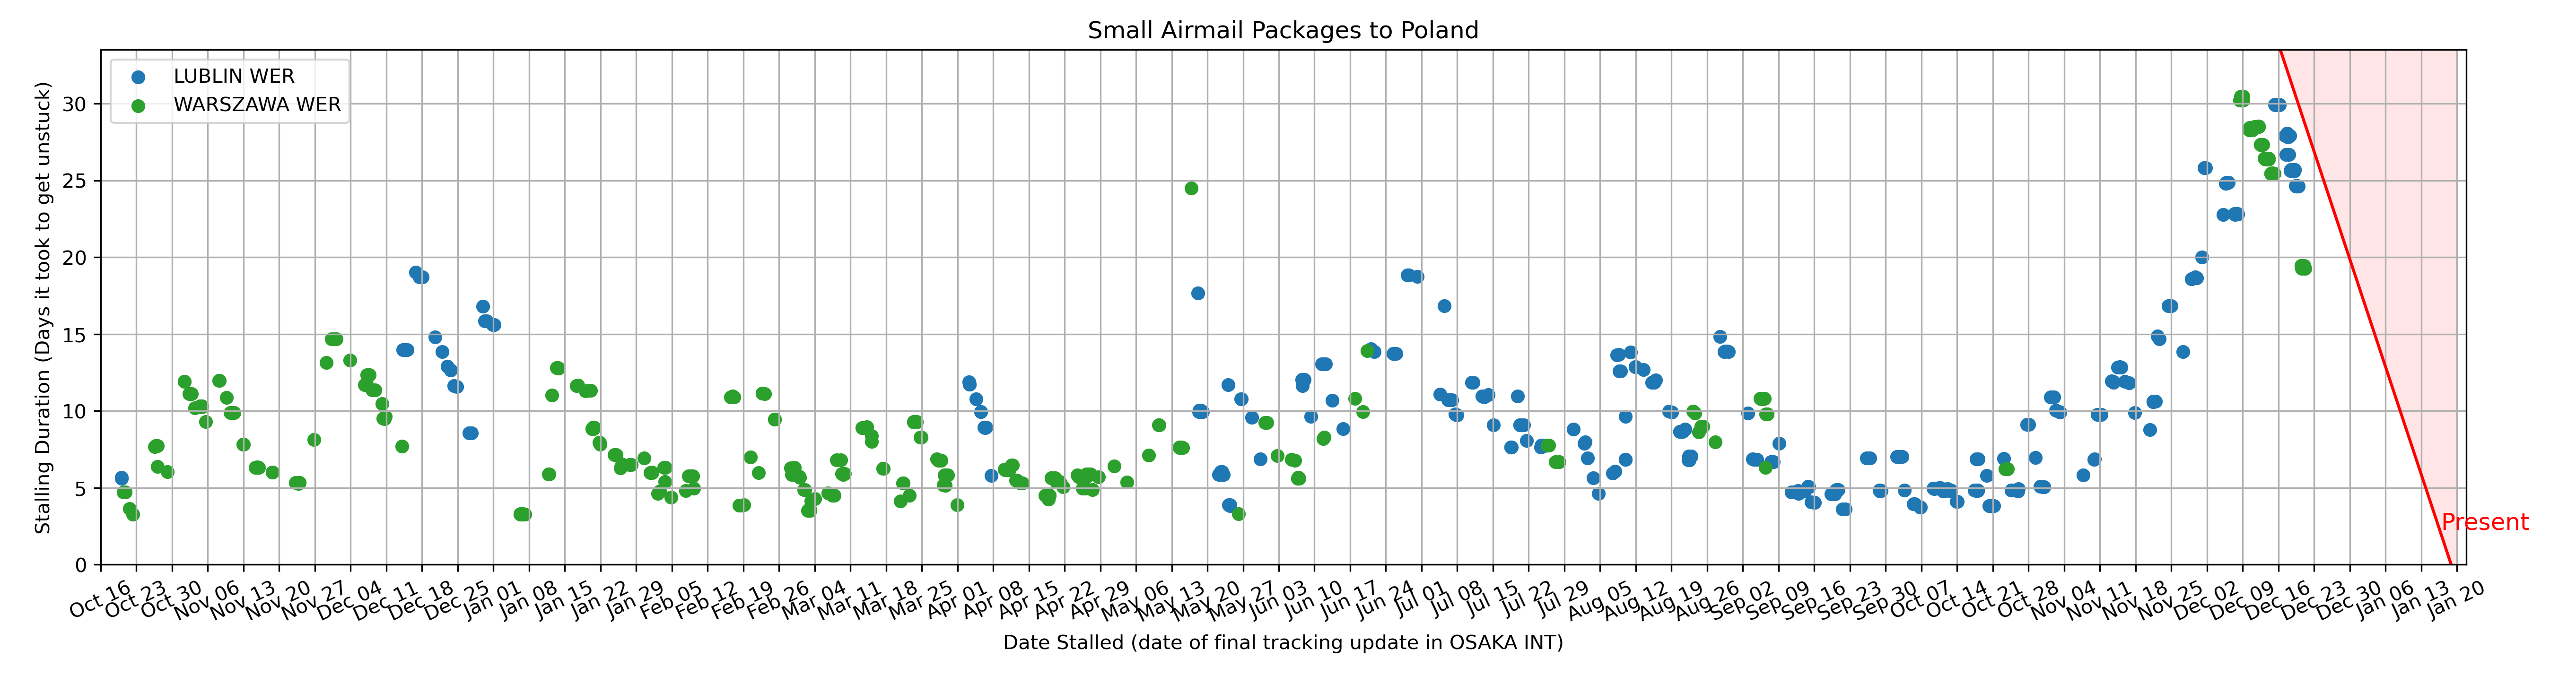 Small Airmail Packages to Poland
LUBLIN WER
WARSZAWA WER
Stalling Duration (Days it took to get unstuck)
30
25
20
15
10
5
0
Present
Oct 16
Oct 23
Oct 30
Nov 06
Nov 13
Nov 20
Nov 27
Dec 04
Dec 11
Dec 18
Dec 25
Jan 01
Jan 08
Jan 15
Jan 22
Jan 29
Feb 05
Feb 12
Feb 19
Feb 26
Mar 04
Mar 11
Mar 18
Mar 25
Apr 01
Apr 08
Apr 15
Apr 22
Apr 29
May 06
May 13
May 20
May 27
Jun 03
Jun 10
Jun 17
Jun 24
Jul 01
Jul 08
Jul 15
Jul 22
Jul 29
Aug 05
Aug 12
Aug 19
Aug 26
Sep 02
Sep 09
Sep 16
Sep 23
Sep 30
Oct 07
Oct 14
Oct 21
Oct 28
Nov 04
Nov 11
Nov 18
Nov 25
Dec 02
Dec 09
Dec 16
Dec 23
Dec 30
Jan 06
Jan 13
Jan 20
Date Stalled (date of final tracking update in OSAKA INT)